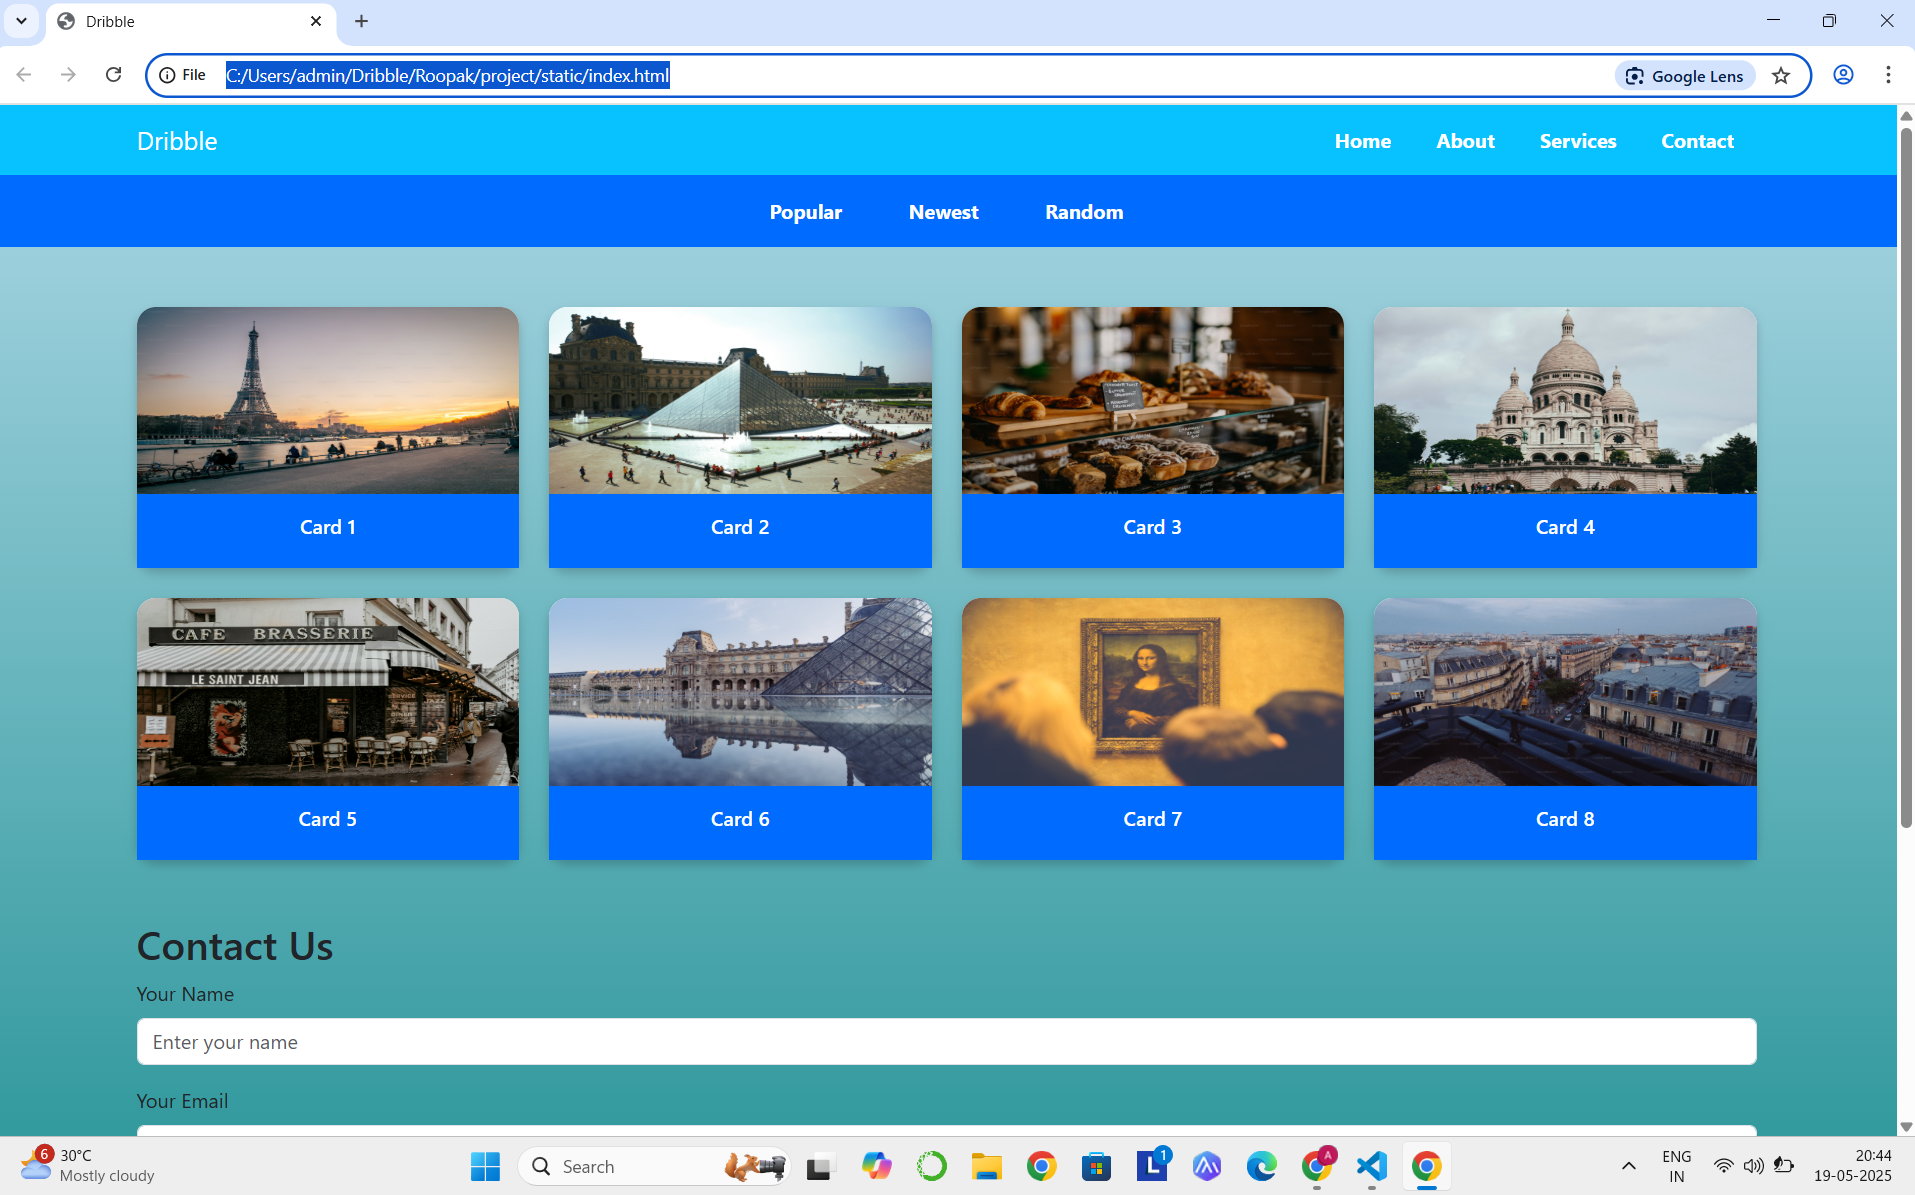 Dribble
File C:/Users/admin/Dribble/Roopak/project/static/index.html Google Lens
Dribble Home About Services Contact
Popular Newest Random
Card 1 Card 2 Card 3 Card 4
CAFE BRASSERIE
LE SAINT JEAN
Card 5 Card 6 Card 7 Card 8
Contact Us
Your Name
Enter your name
Your Email
6 30°C
Mostly cloudy
Search
1
A
ENG
IN
20:44
19-05-2025